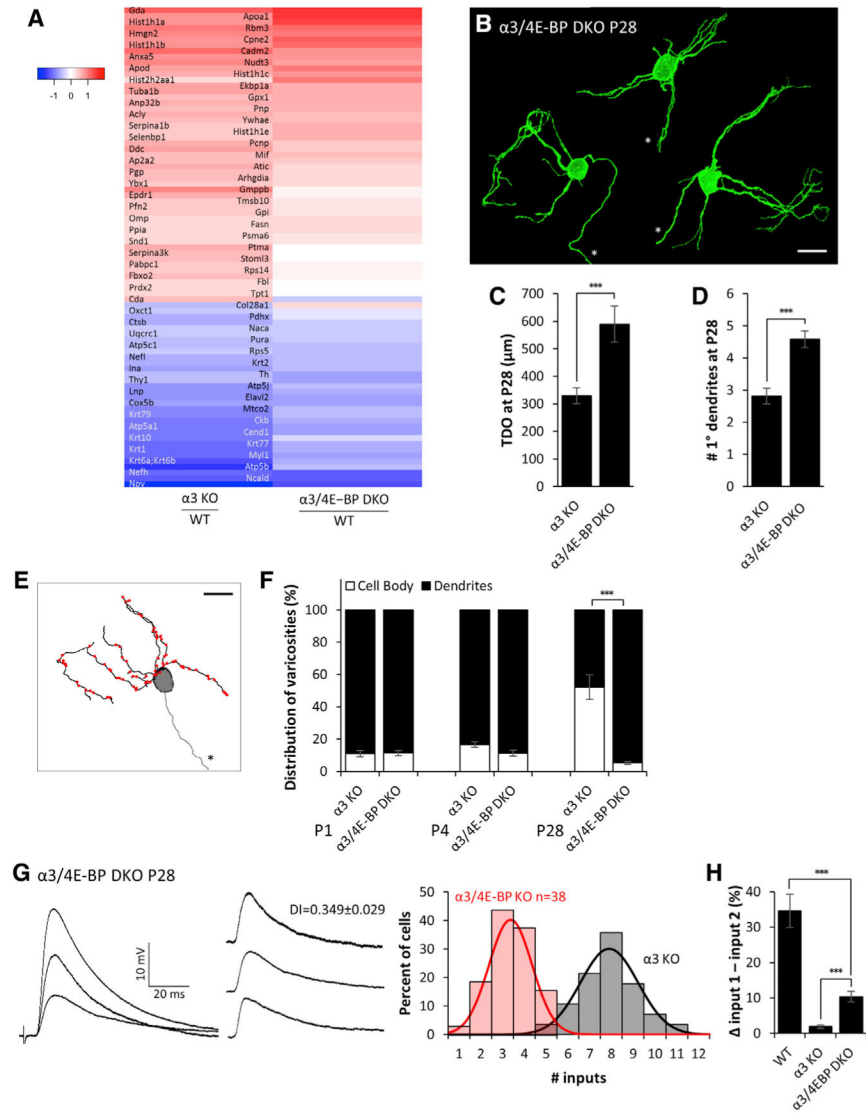 A
-1 0 1
Gda
Apoa1
Hist1h1a
Rbm3
Hmgn2
Cpne2
Hist1h1b
Cadm2
Anxa5
Nudt3
Apod
Hist1h1c
Hist2h2aa1
Ekbp1a
Tuba1b
Gpx1
Anp32b
Pnp
Acly
Ywhae
Serpina1b
Hist1h1e
Selenbp1
Pcnp
Ddc
Mif
Ap2a2
Atic
Pgp
Arhgdia
Ybx1
Gmppb
Epdr1
Tmsb10
Pfn2
Gpi
Omp
Fasn
Ppia
Psma6
Snd1
Ptma
Serpina3k
Stoml3
Pabpc1
Rps14
Fbxo2
Fbl
Prdx2
Tpt1
Cda
Col28a1
Oxct1
Pdhx
Ctsb
Naca
Uqcrc1
Pura
Atp5c1
Rps5
Nefl
Krt2
Ina
Th
Thy1
Atp5j
Lnp
Elavl2
Cox5b
Mtco2
Krt79
Ckb
Atp5a1
Cend1
Krt10
Krt77
Krt1
Myl1
Krt6a;Krt6b
Atp5b
Nefh
Ncald
Npy
α3 KO
WT
α3/4E–BP DKO
WT
B α3/4E-BP DKO P28
*
*
*
C
TDO at P28 (μm)
700
600
500
400
300
200
100
0
***
α3 KO
α3/4E-BP DKO
D
# 1° dendrites at P28
6
5
4
3
2
1
0
***
α3 KO
α3/4E-BP DKO
E
*
F
Cell Body Dendrites
***
Distribution of varicosities (%)
100
80
60
40
20
0
α3 KO
α3/4E-BP DKO
α3 KO
α3/4E-BP DKO
α3 KO
α3/4E-BP DKO
P1 P4 P28
G α3/4E-BP DKO P28
10 mV
20 ms
DI=0.349±0.029
α3/4E-BP KO n=38
α3 KO
Percent of cells
50
40
30
20
10
0
1 2 3 4 5 6 7 8 9 10 11 12
# inputs
H
Δ input 1 – input 2 (%)
40
30
20
10
0
***
***
WT
α3 KO
α3/4EBP DKO